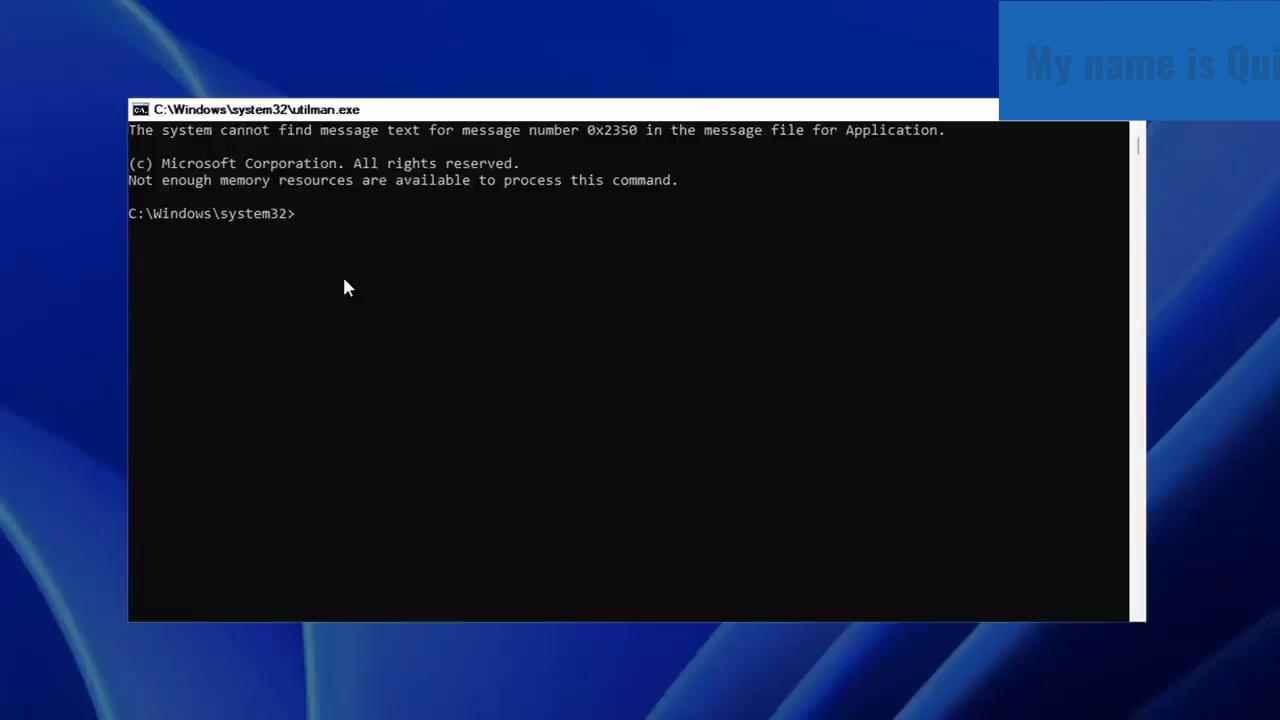 My name is
C:\Windows\system32\utilman.exe
The system cannot find message text for message number 0x2350 in the message file for Application.
(c) Microsoft Corporation. All rights reserved.
Not enough memory resources are available to process this command.
C:\Windows\system32>